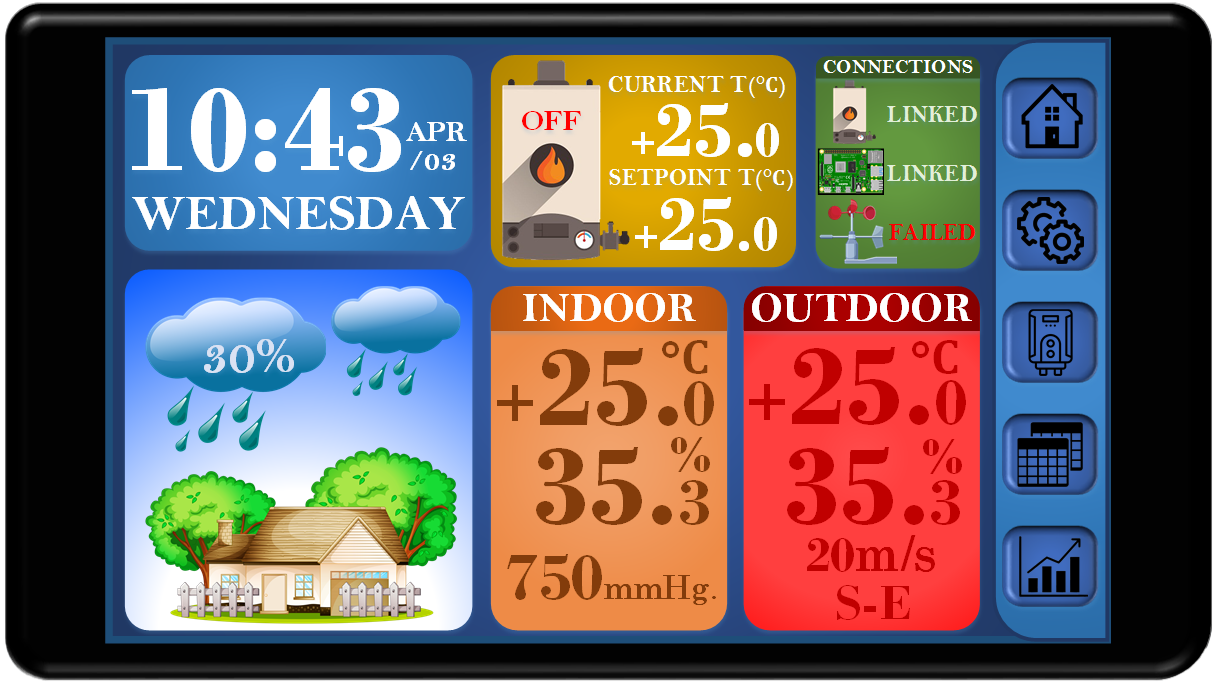 10:43 APR
/03
WEDNESDAY
OFF
CURRENT T(°C)
+25.0
SETPOINT T(°C)
+25.0
CONNECTIONS
LINKED
LINKED
FAILED
30%
INDOOR
+25.0 °C
35.3 %
750mmHg.
OUTDOOR
+25.0 °C
35.3 %
20m/s
S-E